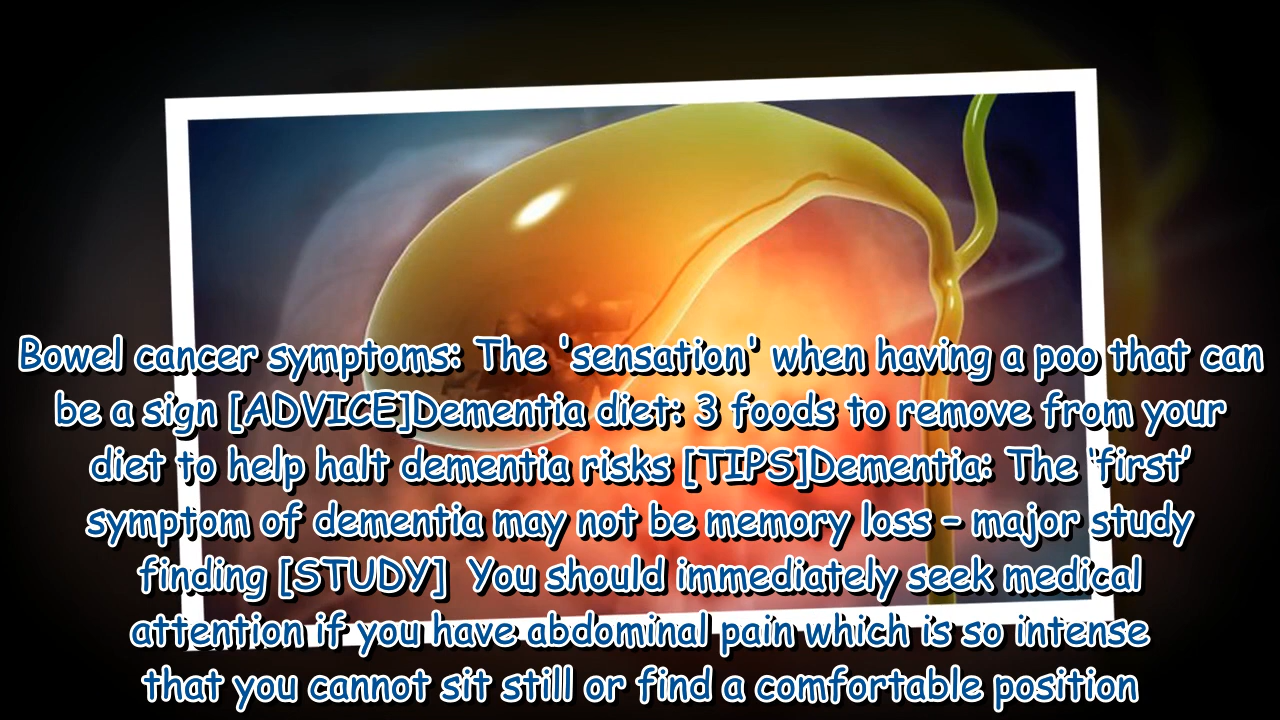 Bowel cancer symptoms: The 'sensation' when having a poo that can
be a sign [ADVICE]Dementia diet: 3 foods to remove from your
diet to help halt dementia risks [TIPS]Dementia: The ‘first’
symptom of dementia may not be memory loss – major study
finding [STUDY]  You should immediately seek medical
attention if you have abdominal pain which is so intense
that you cannot sit still or find a comfortable position